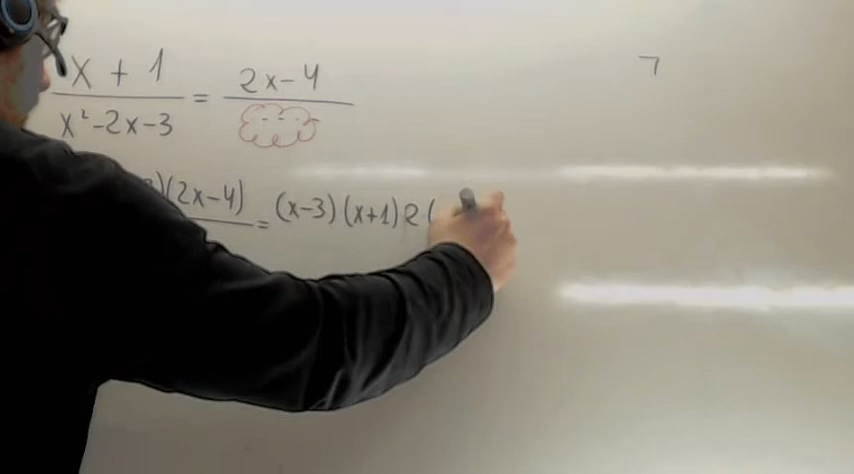 x + 1 / x² - 2x - 3 = 2x - 4 / ...
)(2x - 4) = (x - 3)(x + 1) 2 (
7